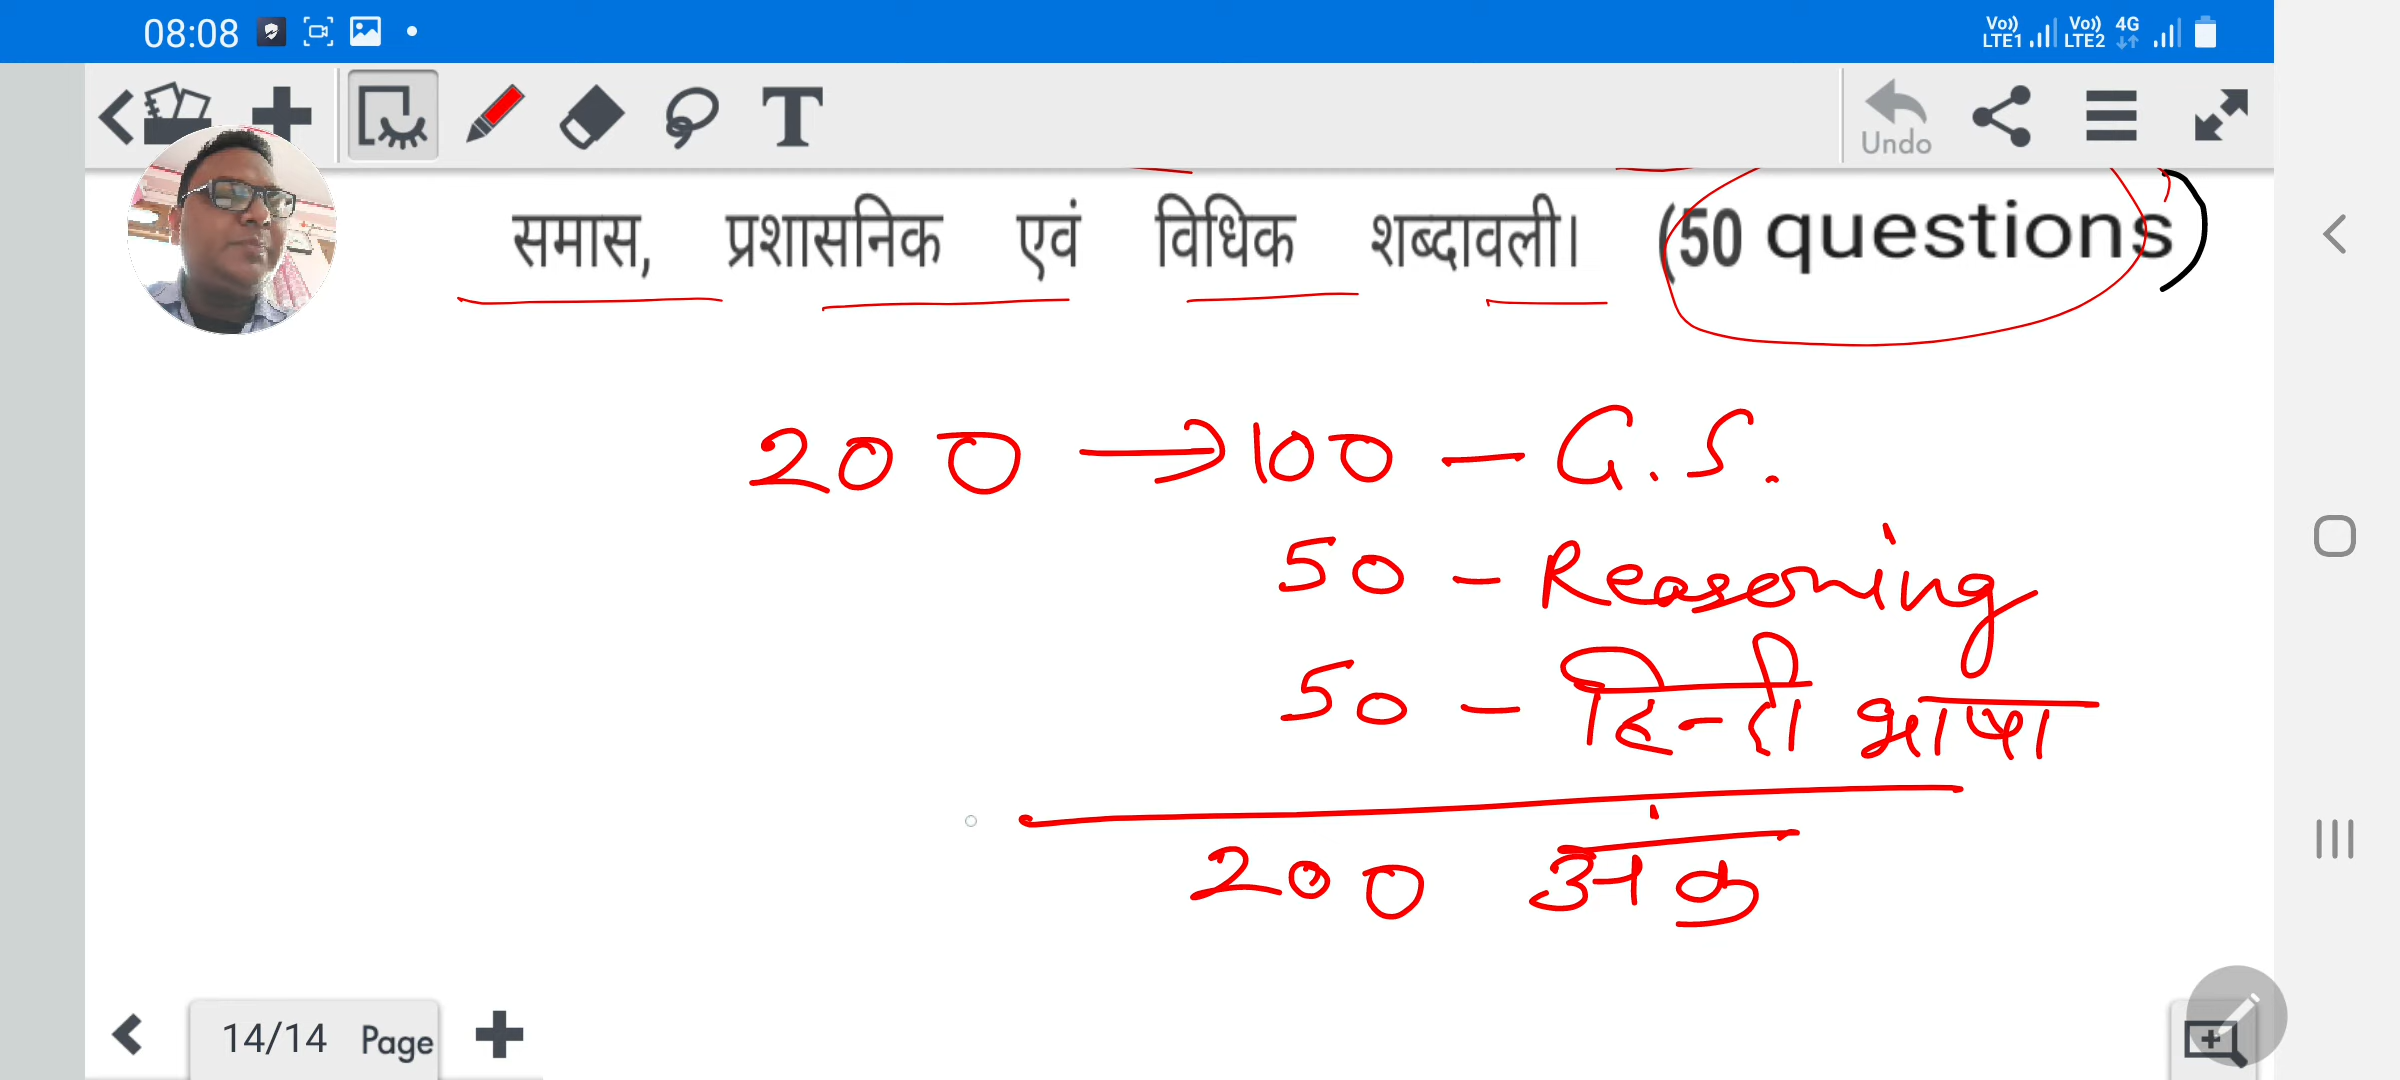 08:08 Vo)) LTE1 Vo)) LTE2 4G
T Undo
समास, प्रशासनिक एवं विधिक शब्दावली। (50 questions)
200 → 100 – G.S.
50 – Reasoning
50 – हिन्दी भाषा
200 अंक
14/14 Page